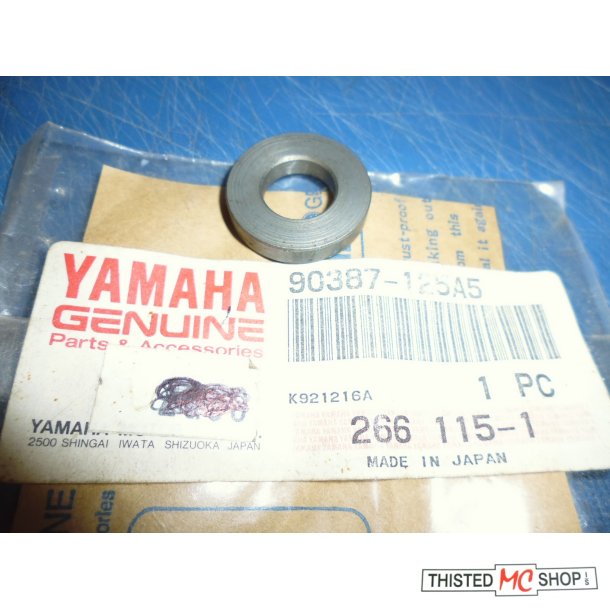 YAMAHA
GENUINE
Parts & Accessories
90387-125A5
K921216A
1 PC
266 115-1
MADE IN JAPAN
YAMAHA
2500 SHINGAI IWATA SHIZUOKA JAPAN
THISTED MC SHOP I/S